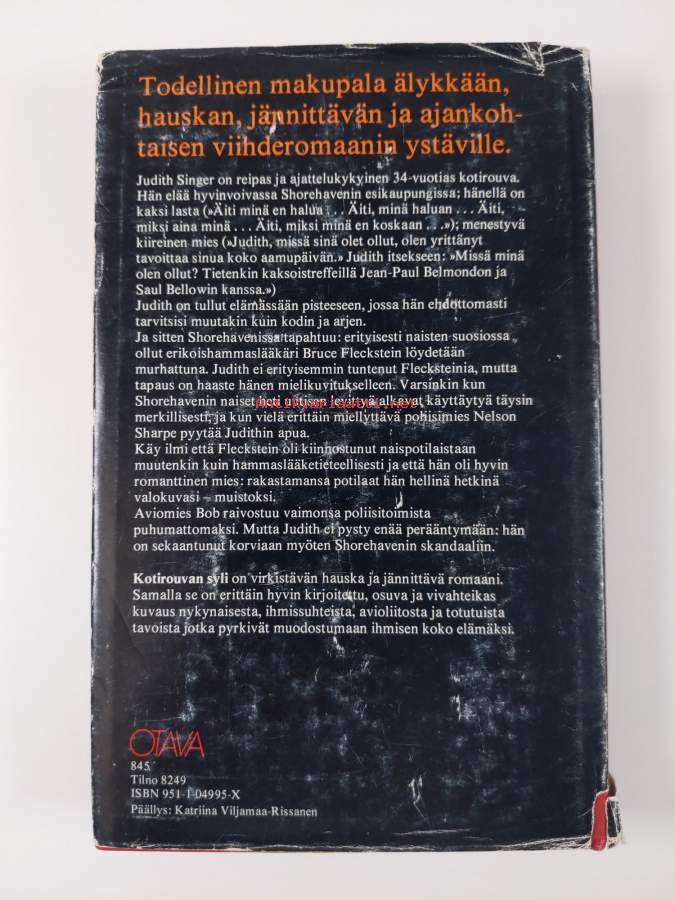 Todellinen makupala älykkään,
hauskan, jännittävän ja ajankoh-
taisen viihderomaanin ystäville.
Judith Singer on reipas ja ajattelukykyinen 34-vuotias kotirouva.
Hän elää hyvinvoivassa Shorehavenin esikaupungissa; hänellä on
kaksi lasta (»Äiti minä en halua . . . Äiti, minä haluan . . . Äiti,
miksi aina minä . . . Äiti, miksi minä en koskaan . . .»); menestyvä
kiireinen mies (»Judith, missä sinä olet ollut, olen yrittänyt
tavoittaa sinua koko aamupäivän.» Judith itsekseen: »Missä minä
olen ollut? Tietenkin kaksoistreffeillä Jean-Paul Belmondon ja
Saul Bellowin kanssa.»)
Judith on tullut elämässään pisteeseen, jossa hän ehdottomasti
tarvitsisi muutakin kuin kodin ja arjen.
Ja sitten Shorehavenissa tapahtuu: erityisesti naisten suosiossa
ollut erikoishammaslääkäri Bruce Fleckstein löydetään
murhattuna. Judith ei erityisemmin tuntenut Flecksteinia, mutta
tapaus on haaste hänen mielikuvitukselleen. Varsinkin kun
Shorehavenin naiset heti uutisen levittyä alkavat käyttäytyä täysin
antikvariaatti.net
merkillisesti, ja kun vielä erittäin miellyttävä poliisimies Nelson
Sharpe pyytää Judithin apua.
Käy ilmi että Fleckstein oli kiinnostunut naispotilaistaan
muutenkin kuin hammaslääketieteellisesti ja että hän oli hyvin
romanttinen mies: rakastamansa potilaat hän hellinä hetkinä
valokuvasi – muistoksi.
Aviomies Bob raivostuu vaimonsa poliisitoimista
puhumattomaksi. Mutta Judith ei pysty enää perääntymään: hän
on sekaantunut korviaan myöten Shorehavenin skandaaliin.
Kotirouvan syli on virkistävän hauska ja jännittävä romaani.
Samalla se on erittäin hyvin kirjoitettu, osuva ja vivahteikas
kuvaus nykynaisesta, ihmissuhteista, avioliitosta ja totutuista
tavoista jotka pyrkivät muodostumaan ihmisen koko elämäksi.
OTAVA
845
Tilno 8249
ISBN 951-1-04995-X
Päällys: Katriina Viljamaa-Rissanen